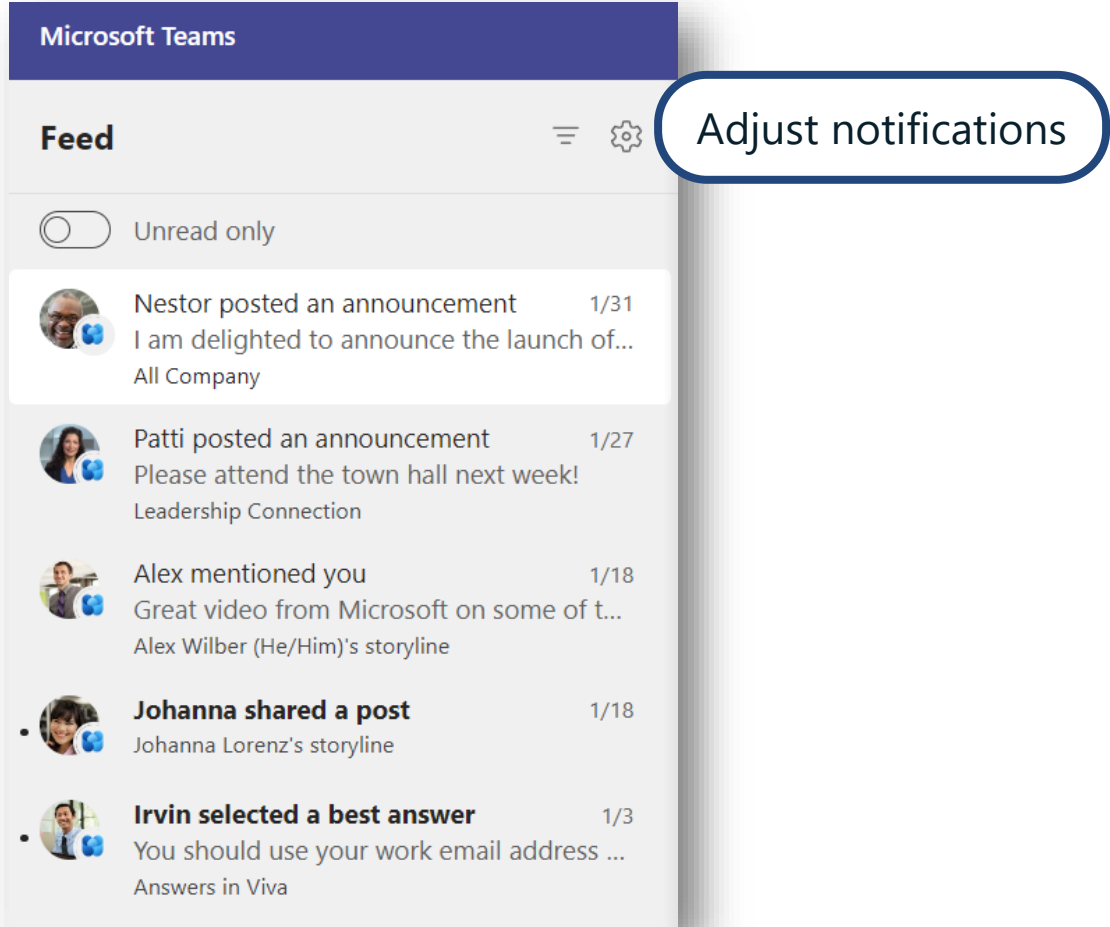 Microsoft Teams
Feed
Adjust notifications
Unread only
Nestor posted an announcement 1/31
I am delighted to announce the launch of...
All Company
Patti posted an announcement 1/27
Please attend the town hall next week!
Leadership Connection
Alex mentioned you 1/18
Great video from Microsoft on some of t...
Alex Wilber (He/Him)'s storyline
Johanna shared a post 1/18
Johanna Lorenz's storyline
Irvin selected a best answer 1/3
You should use your work email address ...
Answers in Viva